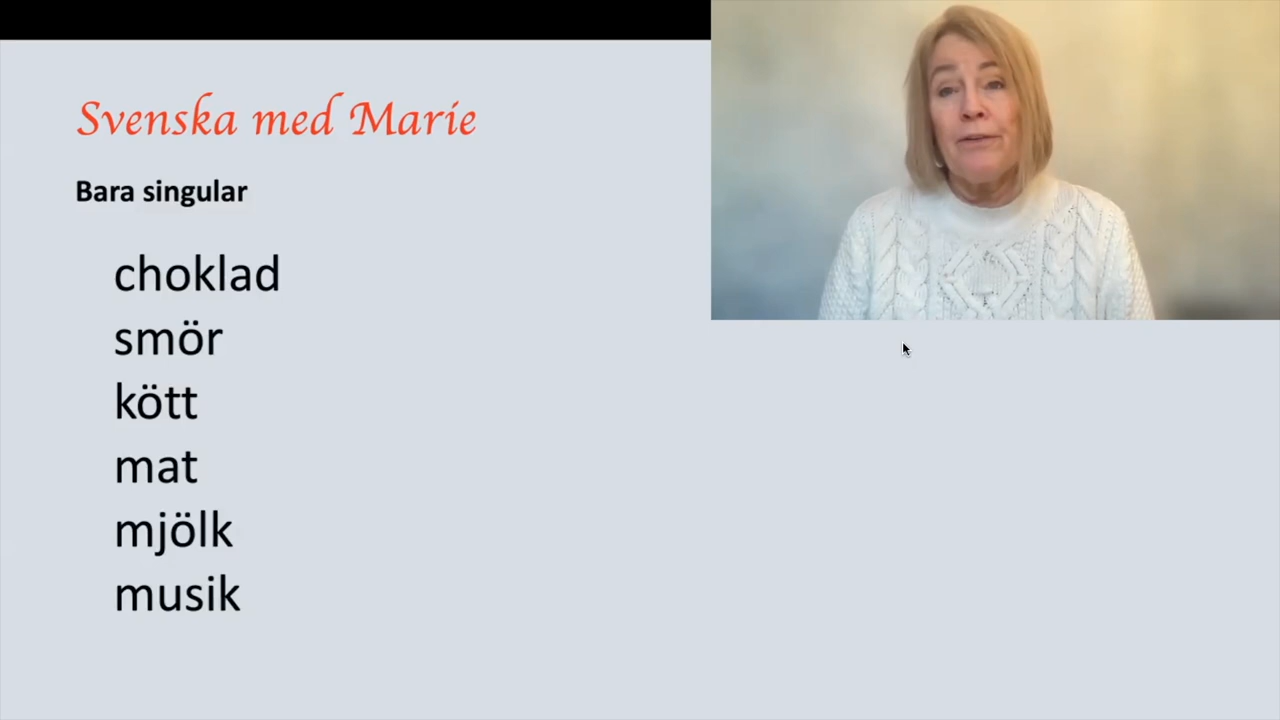 Svenska med Marie
Bara singular
choklad
smör
kött
mat
mjölk
musik